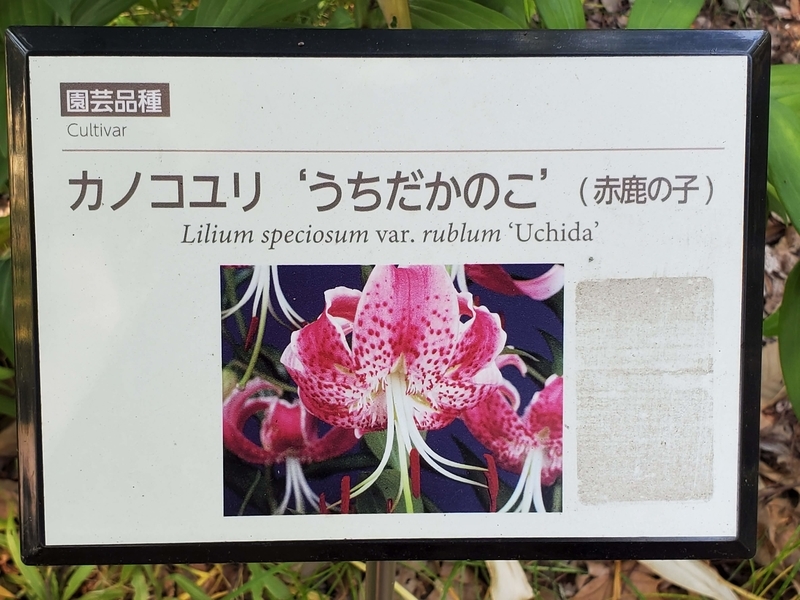 園芸品種
Cultivar
カノコユリ ‘うちだかのこ’ (赤鹿の子)
Lilium speciosum var. rublum ‘Uchida’